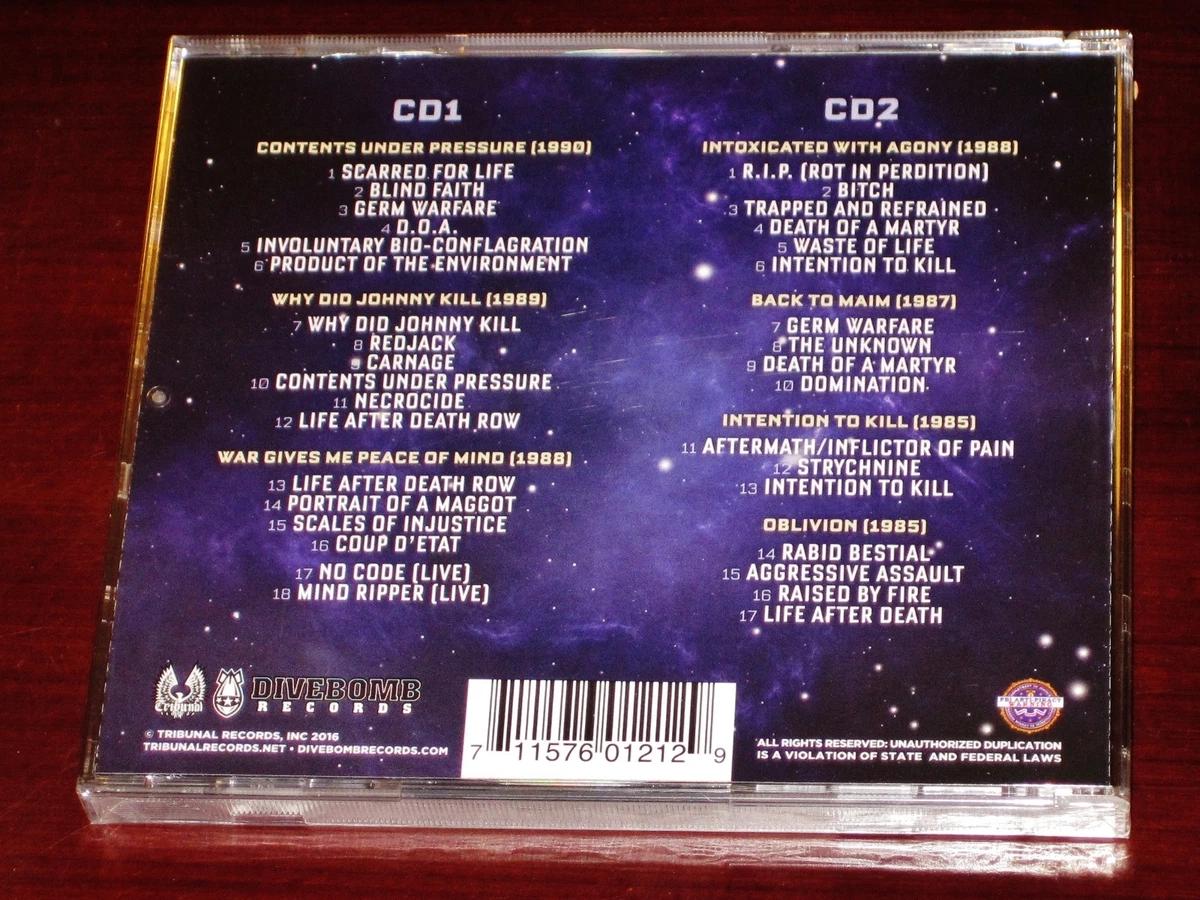 CD1
CONTENTS UNDER PRESSURE (1990)
1 SCARRED FOR LIFE
2 BLIND FAITH
3 GERM WARFARE
4 D.O.A.
5 INVOLUNTARY BIO-CONFLAGRATION
6 PRODUCT OF THE ENVIRONMENT
WHY DID JOHNNY KILL (1989)
7 WHY DID JOHNNY KILL
8 REDJACK
9 CARNAGE
10 CONTENTS UNDER PRESSURE
11 NECROCIDE
12 LIFE AFTER DEATH ROW
WAR GIVES ME PEACE OF MIND (1988)
13 LIFE AFTER DEATH ROW
14 PORTRAIT OF A MAGGOT
15 SCALES OF INJUSTICE
16 COUP D'ETAT
17 NO CODE (LIVE)
18 MIND RIPPER (LIVE)
CD2
INTOXICATED WITH AGONY (1988)
1 R.I.P. (ROT IN PERDITION)
2 BITCH
3 TRAPPED AND REFRAINED
4 DEATH OF A MARTYR
5 WASTE OF LIFE
6 INTENTION TO KILL
BACK TO MAIM (1987)
7 GERM WARFARE
8 THE UNKNOWN
9 DEATH OF A MARTYR
10 DOMINATION
INTENTION TO KILL (1985)
11 AFTERMATH/INFLICTOR OF PAIN
12 STRYCHNINE
13 INTENTION TO KILL
OBLIVION (1985)
14 RABID BESTIAL
15 AGGRESSIVE ASSAULT
16 RAISED BY FIRE
17 LIFE AFTER DEATH
Tribunal
DIVEBOMB
RECORDS
© TRIBUNAL RECORDS, INC 2016
TRIBUNALRECORDS.NET • DIVEBOMBRECORDS.COM
7 11576 01212 9
ALL RIGHTS RESERVED: UNAUTHORIZED DUPLICATION
IS A VIOLATION OF STATE AND FEDERAL LAWS